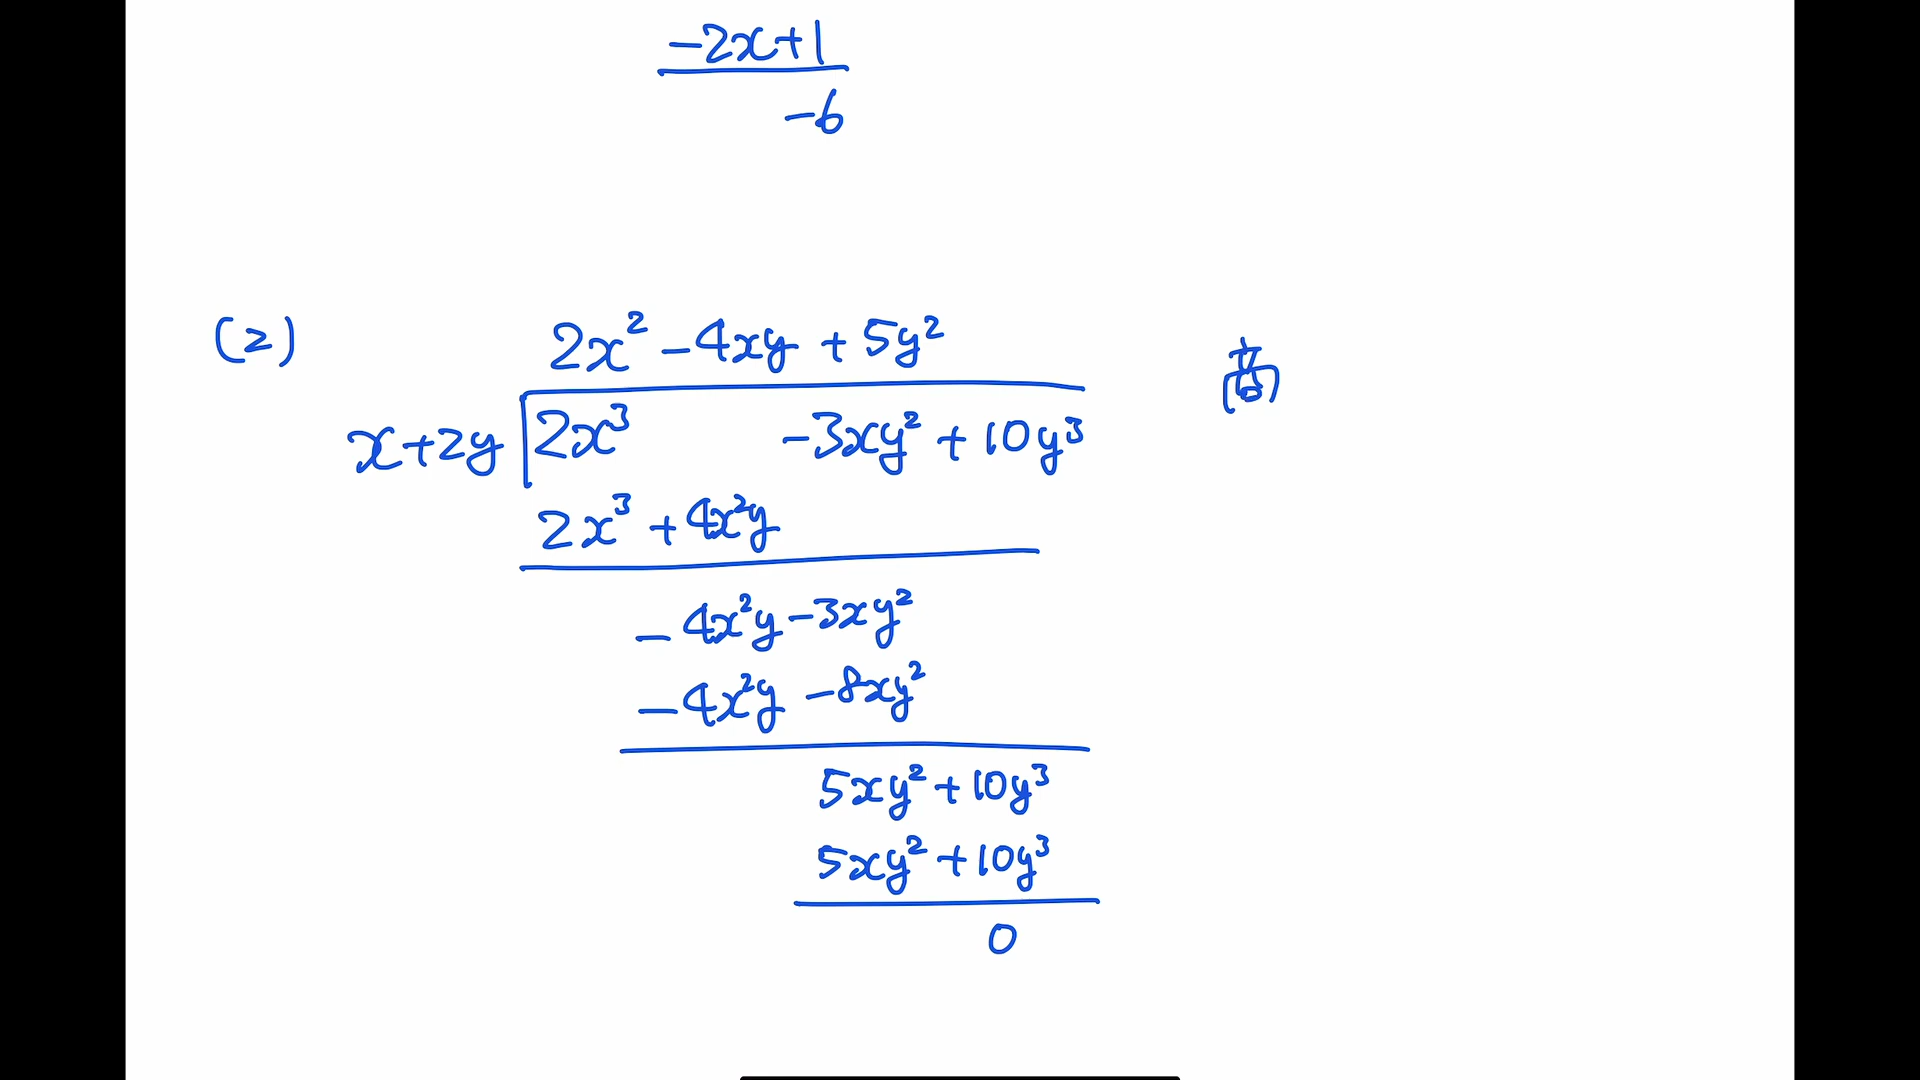 -2x+1
-6
(2)
2x² -4xy + 5y²
x+2y 2x³ -3xy² + 10y³
2x³ + 4x²y
- 4x²y -3xy²
- 4x²y -8xy²
5xy² + 10y³
5xy² + 10y³
0